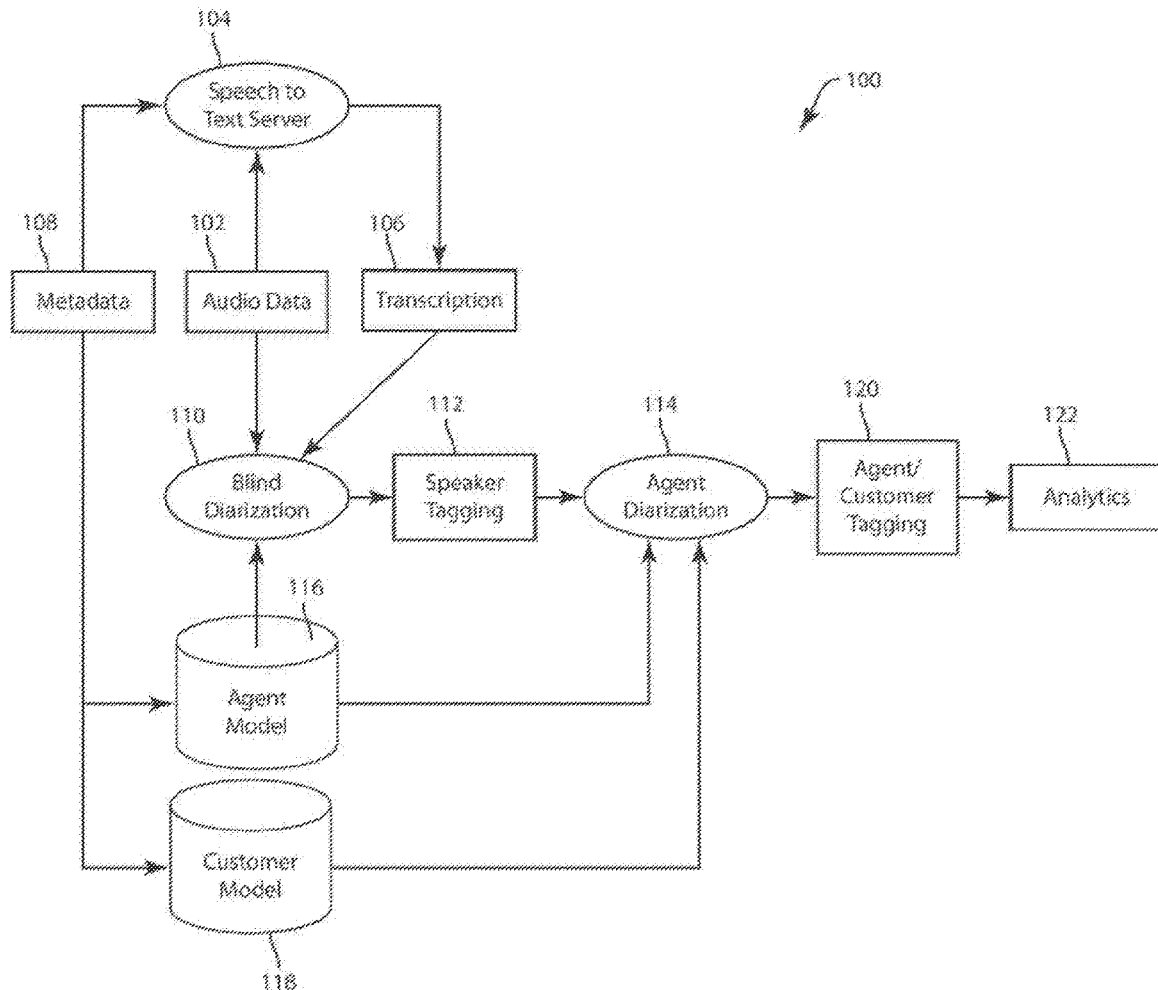 104
Speech to
Text Server
100
108
102
106
Metadata
Audio Data
Transcription
110
112
114
120
122
Blind
Diarization
Speaker
Tagging
Agent
Diarization
Agent/
Customer
Tagging
Analytics
116
Agent
Model
Customer
Model
118